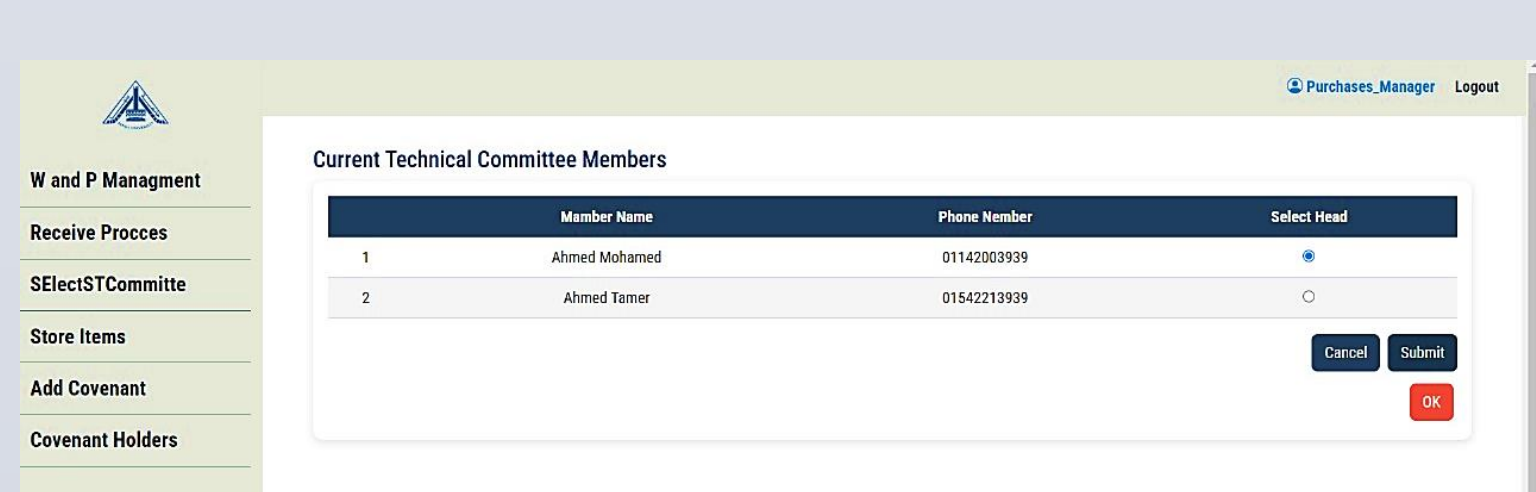 Purchases_Manager Logout
W and P Managment
Receive Procces
SElectSTCommitte
Store Items
Add Covenant
Covenant Holders
Current Technical Committee Members
Mamber Name Phone Nember Select Head
1 Ahmed Mohamed 01142003939
2 Ahmed Tamer 01542213939
Cancel Submit
OK